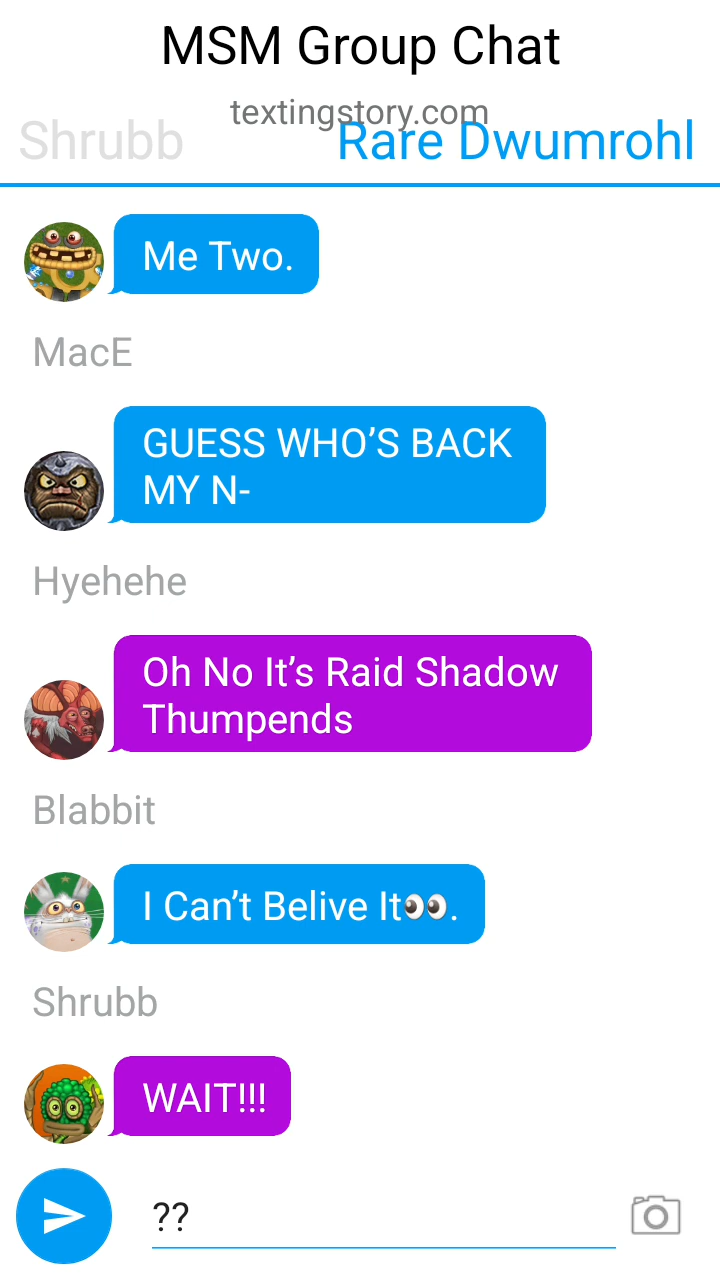 MSM Group Chat
textingstory.com
Shrubb
Rare Dwumrohl
Me Two.
MacE
GUESS WHO’S BACK
MY N-
Hyehehe
Oh No It’s Raid Shadow
Thumpends
Blabbit
I Can’t Belive It👀.
Shrubb
WAIT!!!
??